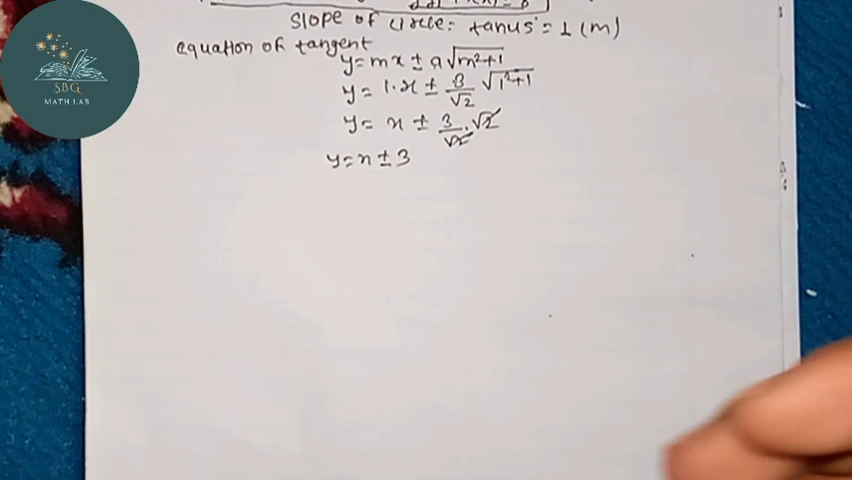 SBG
MATH LAB
slope of circle = tanus° = 1 (m)
equation of tangent
y = mx ± a√m²+1
y = 1.x ± 3/√2 √1²+1
y = x ± 3/√2 . √2
y = x ± 3